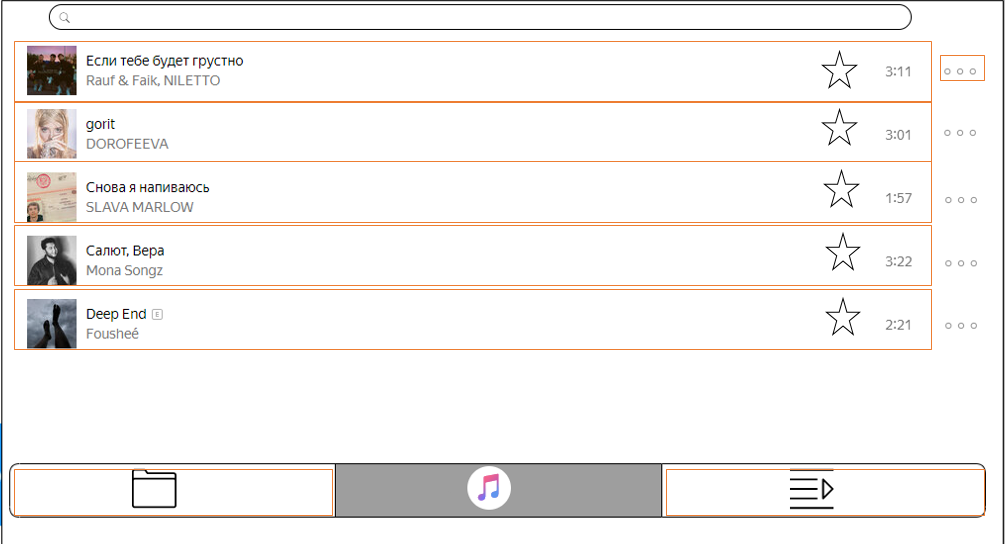 Если тебе будет грустно
Rauf & Faik, NILETTO
3:11
gorit
DOROFEEVA
3:01
Снова я напиваюсь
SLAVA MARLOW
1:57
Салют, Вера
Mona Songz
3:22
Deep End E
Fousheé
2:21